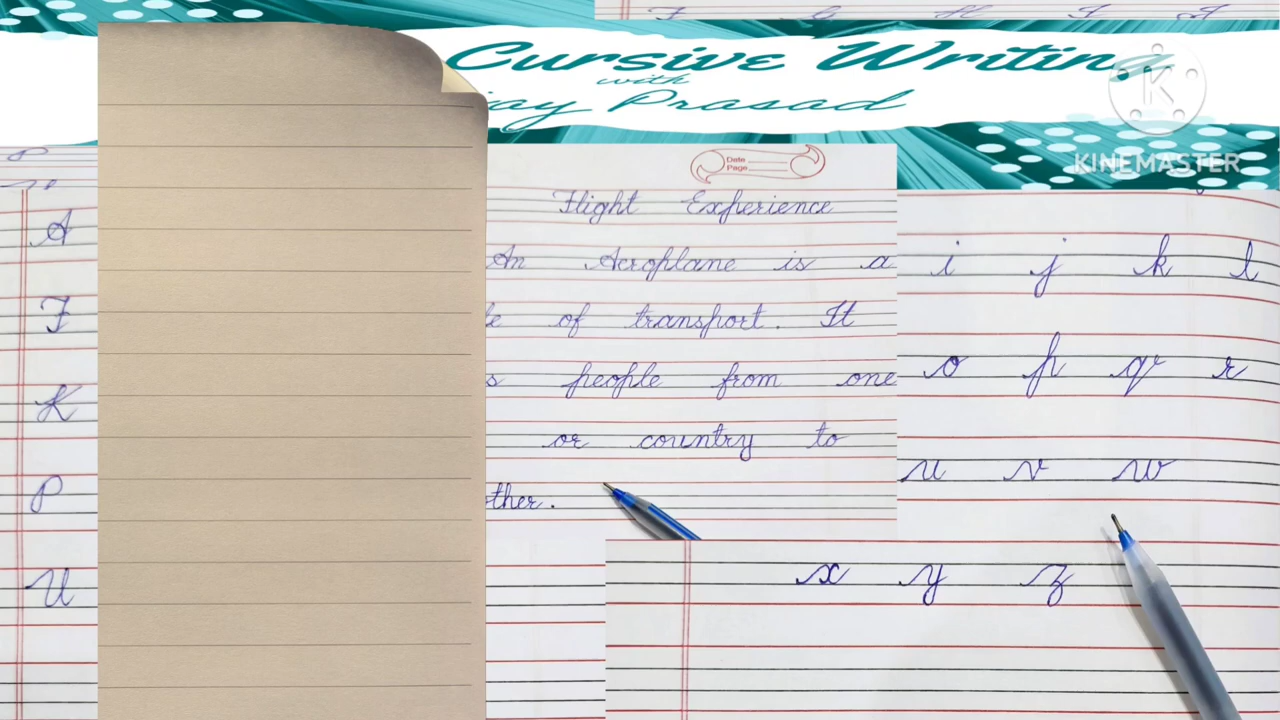 Cursive Writing
with
Prasad
KINEMASTER
Date
Page
Flight Experience
An Aeroplane is a
of transport. It
people from one
or country to
A
F
K
P
U
i j k l
o p q r
u v w
x y z